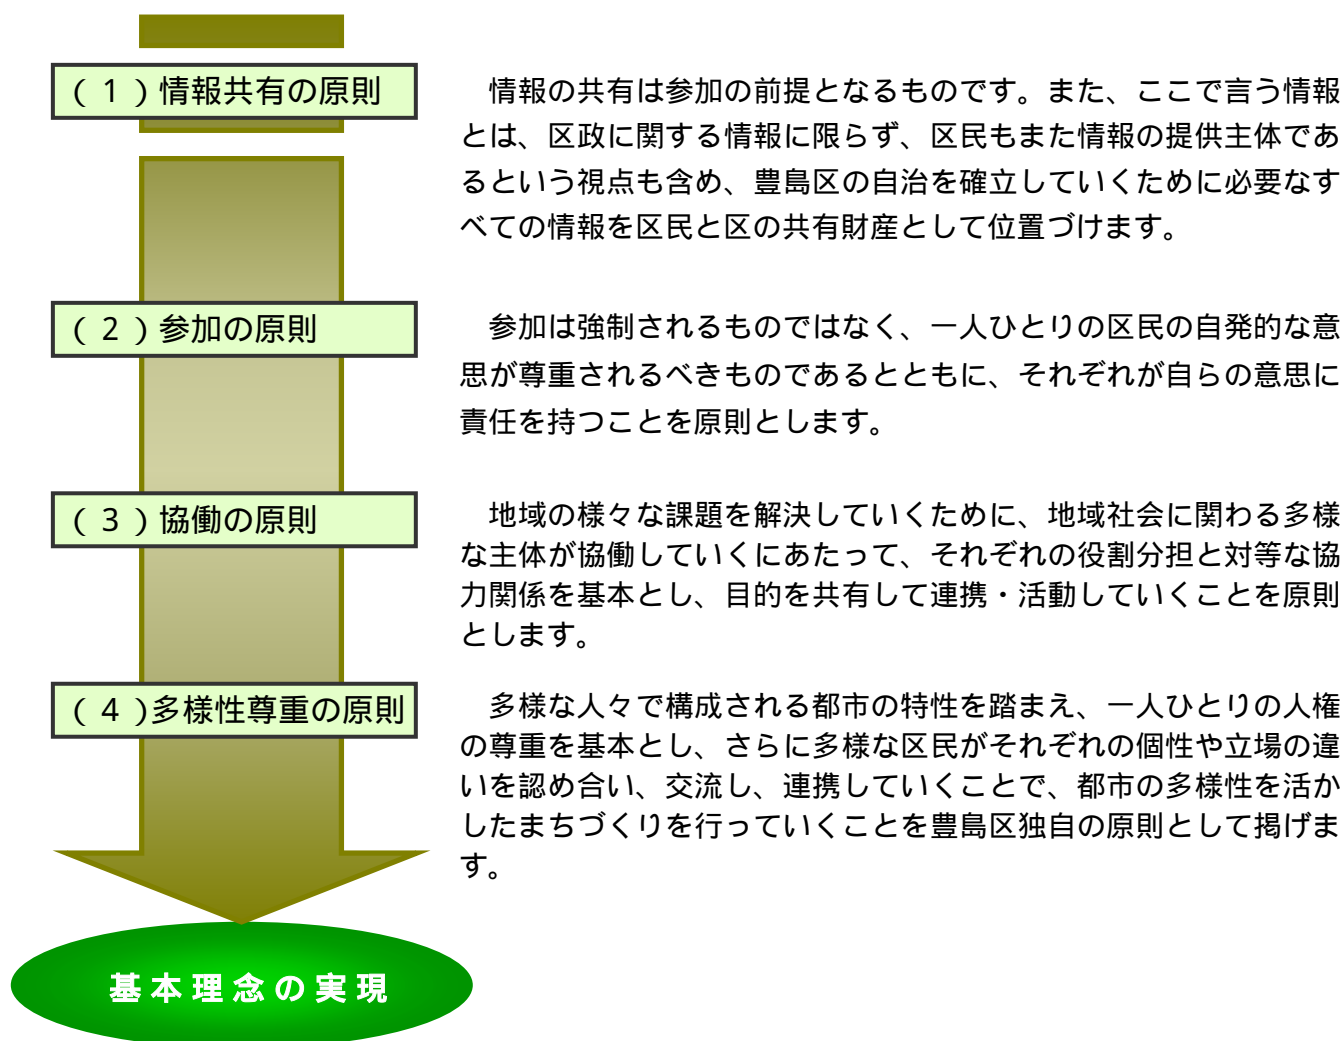 (1)情報共有の原則
情報の共有は参加の前提となるものです。また、ここで言う情報
とは、区政に関する情報に限らず、区民もまた情報の提供主体であ
るという視点も含め、豊島区の自治を確立していくために必要なす
べての情報を区民と区の共有財産として位置づけます。
(2)参加の原則
参加は強制されるものではなく、一人ひとりの区民の自発的な意
思が尊重されるべきものであるとともに、それぞれが自らの意思に
責任を持つことを原則とします。
(3)協働の原則
地域の様々な課題を解決していくために、地域社会に関わる多様
な主体が協働していくにあたって、それぞれの役割分担と対等な協
力関係を基本とし、目的を共有して連携・活動していくことを原則
とします。
(4)多様性尊重の原則
多様な人々で構成される都市の特性を踏まえ、一人ひとりの人権
の尊重を基本とし、さらに多様な区民がそれぞれの個性や立場の違
いを認め合い、交流し、連携していくことで、都市の多様性を活か
したまちづくりを行っていくことを豊島区独自の原則として掲げま
す。
基本理念の実現